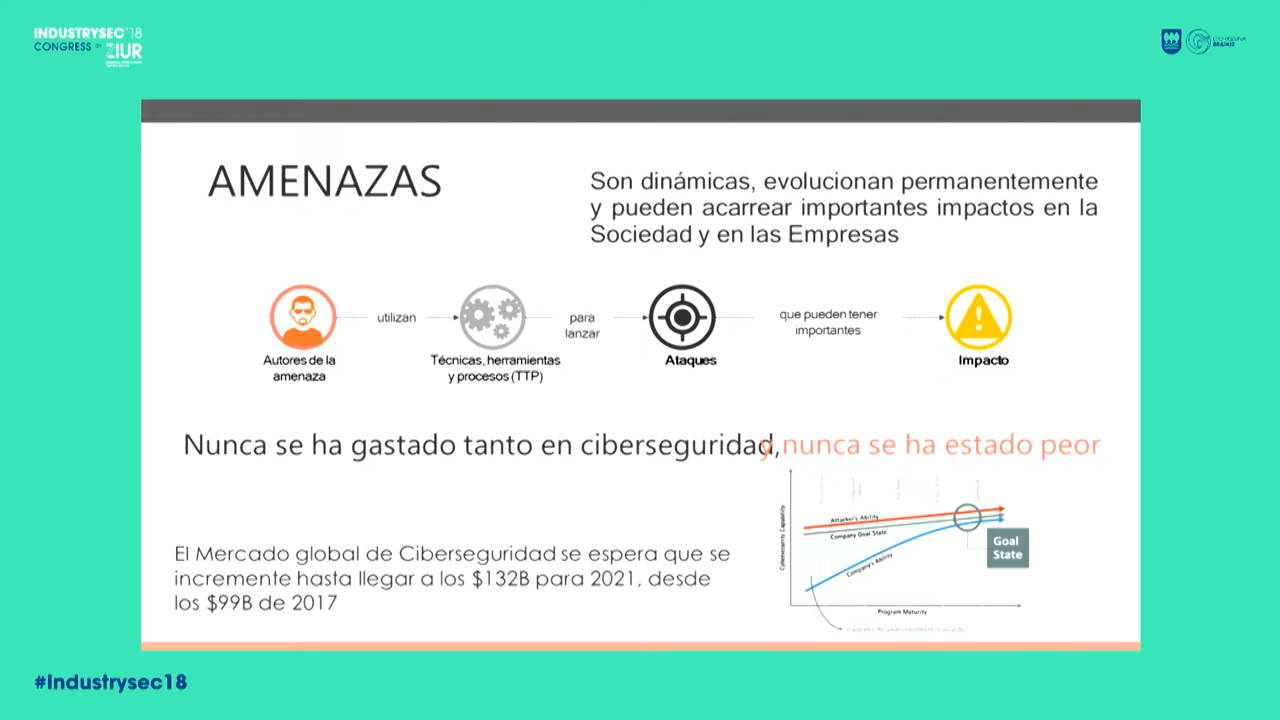 INDUSTRYSEC'18
CONGRESS BY ZIUR
AMENAZAS
Son dinámicas, evolucionan permanentemente
y pueden acarrear importantes impactos en la
Sociedad y en las Empresas
utilizan
para
lanzar
que pueden tener
importantes
Autores de la
amenaza
Técnicas, herramientas
y procesos (TTP)
Ataques
Impacto
Nunca se ha gastado tanto en ciberseguridad, y nunca se ha estado peor
El Mercado global de Ciberseguridad se espera que se
incremente hasta llegar a los $132B para 2021, desde
los $99B de 2017
Cybersecurity Capability
Attacker's Ability
Company Goal State
Company's Ability
Goal
State
Program Maturity
#Industrysec18